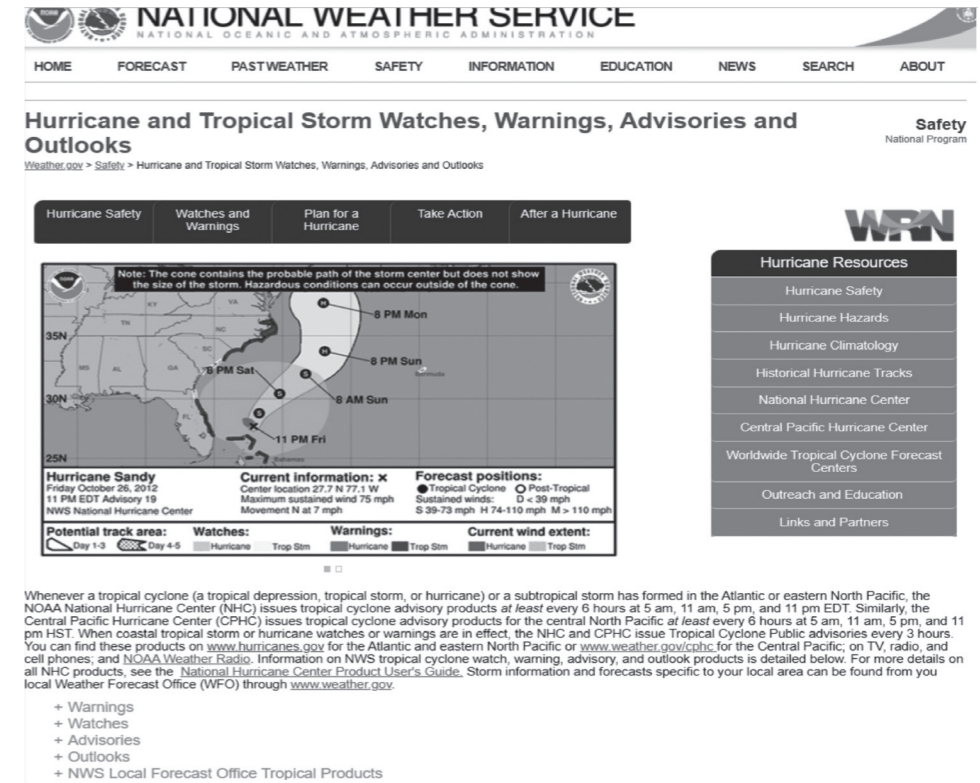 NATIONAL WEATHER SERVICE
NATIONAL OCEANIC AND ATMOSPHERIC ADMINISTRATION
HOME FORECAST PAST WEATHER SAFETY INFORMATION EDUCATION NEWS SEARCH ABOUT
Hurricane and Tropical Storm Watches, Warnings, Advisories and
Outlooks
Safety
National Program
Weather.gov > Safety > Hurricane and Tropical Storm Watches, Warnings, Advisories and Outlooks
Hurricane Safety
Watches and
Warnings
Plan for a
Hurricane
Take Action
After a Hurricane
Note: The cone contains the probable path of the storm center but does not show
the size of the storm. Hazardous conditions can occur outside of the cone.
KY
VA
TN
NC
SC
MS
AL
GA
FL
35N
30N
25N
H
8 PM Mon
H
8 PM Sun
S
8 AM Sun
S
8 PM Sat
S
11 PM Fri
Bermuda
Bahamas
Hurricane Sandy
Friday October 26, 2012
11 PM EDT Advisory 19
NWS National Hurricane Center
Current information: x
Center location 27.7 N 77.1 W
Maximum sustained wind 75 mph
Movement N at 7 mph
Forecast positions:
Tropical Cyclone Post-Tropical
Sustained winds: D < 39 mph
S 39-73 mph H 74-110 mph M > 110 mph
Potential track area:
Day 1-3 Day 4-5
Watches:
Hurricane Trop Stm
Warnings:
Hurricane Trop Stm
Current wind extent:
Hurricane Trop Stm
WRN
Hurricane Resources
Hurricane Safety
Hurricane Hazards
Hurricane Climatology
Historical Hurricane Tracks
National Hurricane Center
Central Pacific Hurricane Center
Worldwide Tropical Cyclone Forecast
Centers
Outreach and Education
Links and Partners
Whenever a tropical cyclone (a tropical depression, tropical storm, or hurricane) or a subtropical storm has formed in the Atlantic or eastern North Pacific, the
NOAA National Hurricane Center (NHC) issues tropical cyclone advisory products at least every 6 hours at 5 am, 11 am, 5 pm, and 11 pm EDT. Similarly, the
Central Pacific Hurricane Center (CPHC) issues tropical cyclone advisory products for the central North Pacific at least every 6 hours at 5 am, 11 am, 5 pm, and 11
pm HST. When coastal tropical storm or hurricane watches or warnings are in effect, the NHC and CPHC issue Tropical Cyclone Public advisories every 3 hours.
You can find these products on www.hurricanes.gov for the Atlantic and eastern North Pacific or www.weather.gov/cphc for the Central Pacific; on TV, radio, and
cell phones; and NOAA Weather Radio. Information on NWS tropical cyclone watch, warning, advisory, and outlook products is detailed below. For more details on
all NHC products, see the National Hurricane Center Product User's Guide. Storm information and forecasts specific to your local area can be found from you
local Weather Forecast Office (WFO) through www.weather.gov.
+ Warnings
+ Watches
+ Advisories
+ Outlooks
+ NWS Local Forecast Office Tropical Products